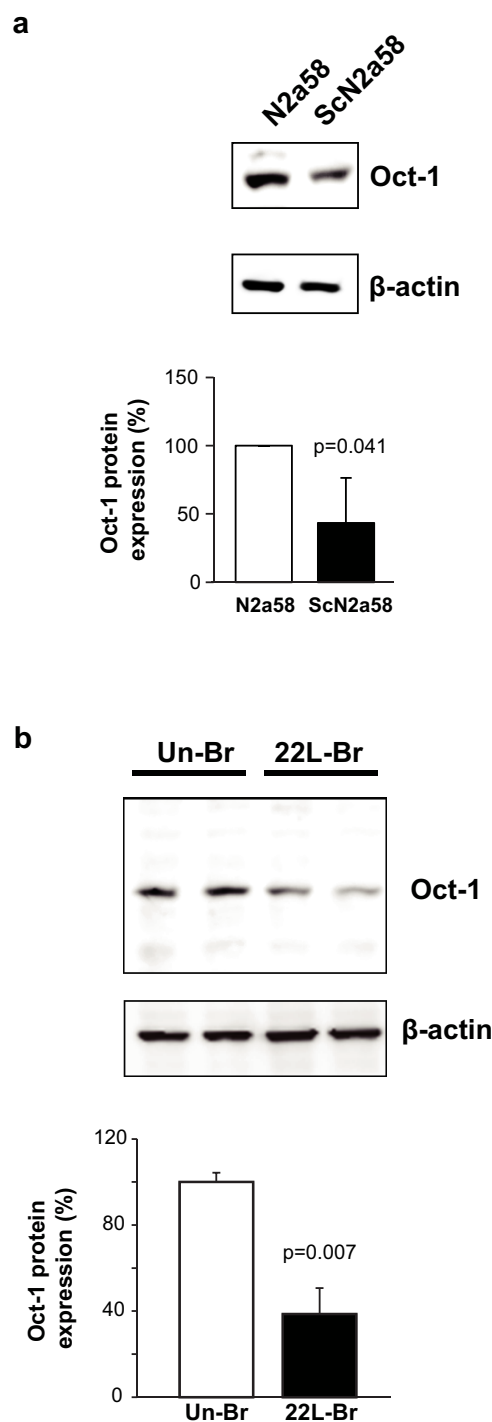 a
N2a58
ScN2a58
Oct-1
β-actin
150
100
50
0
Oct-1 protein
expression (%)
p=0.041
N2a58 ScN2a58
b
Un-Br 22L-Br
Oct-1
β-actin
120
80
40
0
Oct-1 protein
expression (%)
p=0.007
Un-Br 22L-Br